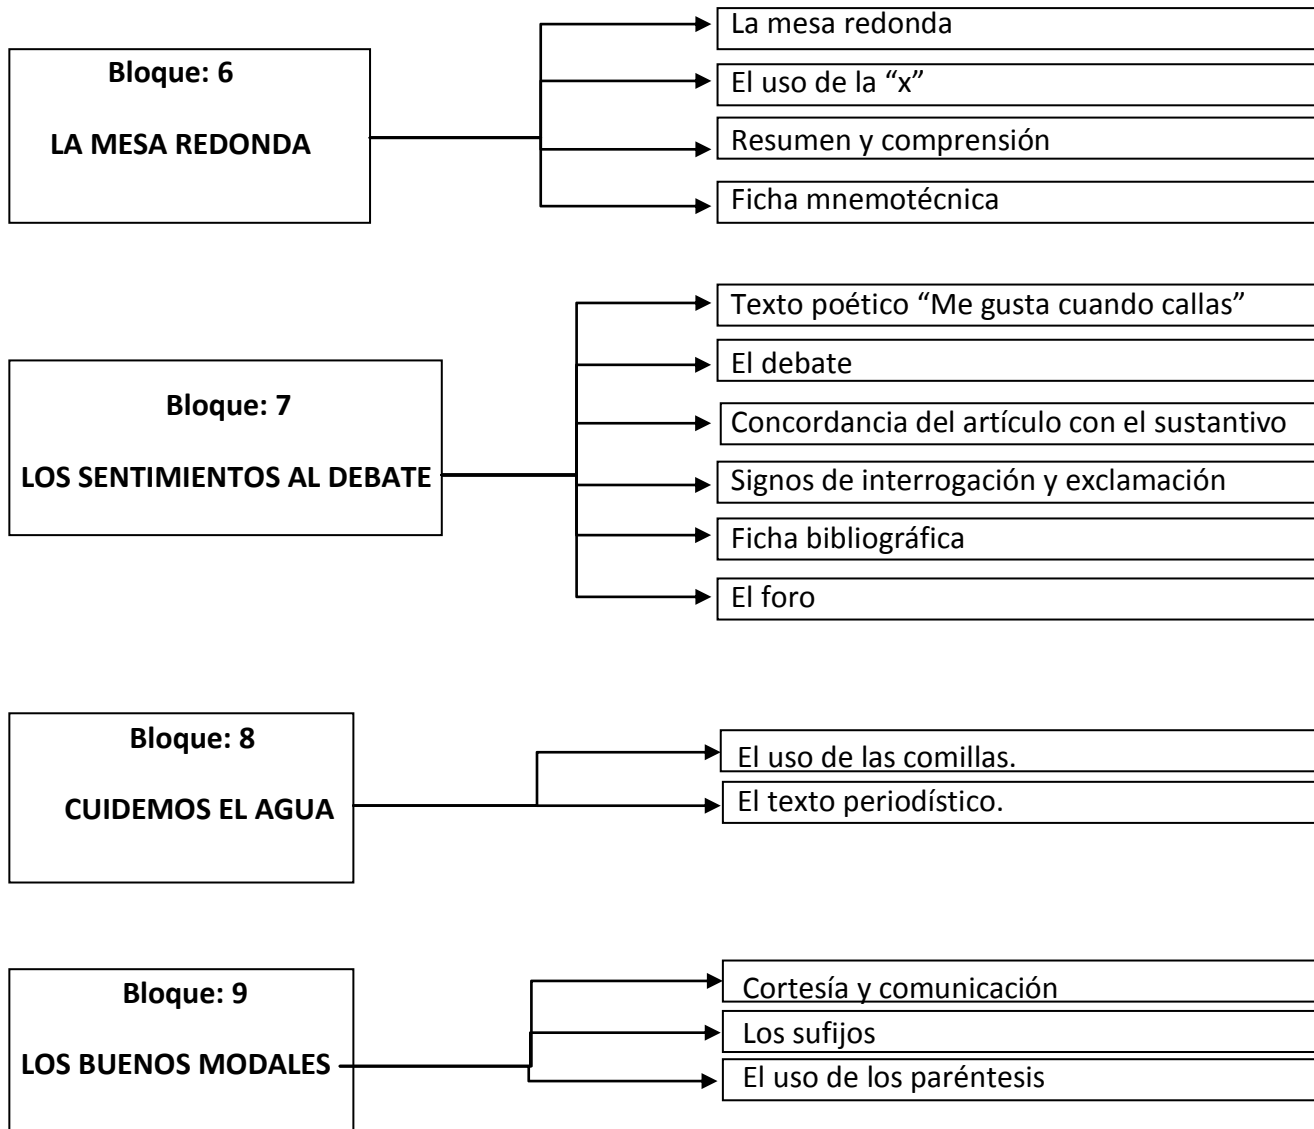 Bloque: 6
LA MESA REDONDA
La mesa redonda
El uso de la “x”
Resumen y comprensión
Ficha mnemotécnica
Bloque: 7
LOS SENTIMIENTOS AL DEBATE
Texto poético “Me gusta cuando callas”
El debate
Concordancia del artículo con el sustantivo
Signos de interrogación y exclamación
Ficha bibliográfica
El foro
Bloque: 8
CUIDEMOS EL AGUA
El uso de las comillas.
El texto periodístico.
Bloque: 9
LOS BUENOS MODALES
Cortesía y comunicación
Los sufijos
El uso de los paréntesis